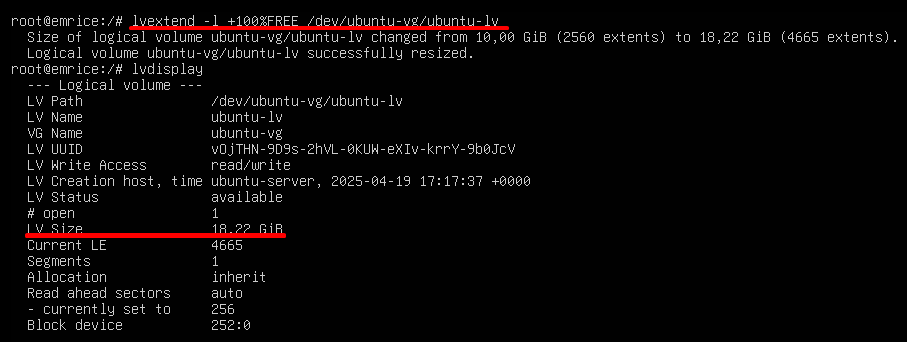 root@emrice:/# lvextend -l +100%FREE /dev/ubuntu-vg/ubuntu-lv
Size of logical volume ubuntu-vg/ubuntu-lv changed from 10,00 GiB (2560 extents) to 18,22 GiB (4665 extents).
Logical volume ubuntu-vg/ubuntu-lv successfully resized.
root@emrice:/# lvdisplay
--- Logical volume ---
LV Path /dev/ubuntu-vg/ubuntu-lv
LV Name ubuntu-lv
VG Name ubuntu-vg
LV UUID vOjTHN-9D9s-2hVL-0KUW-eXIv-krrY-9b0JcV
LV Write Access read/write
LV Creation host, time ubuntu-server, 2025-04-19 17:17:37 +0000
LV Status available
# open 1
LV Size 18,22 GiB
Current LE 4665
Segments 1
Allocation inherit
Read ahead sectors auto
- currently set to 256
Block device 252:0